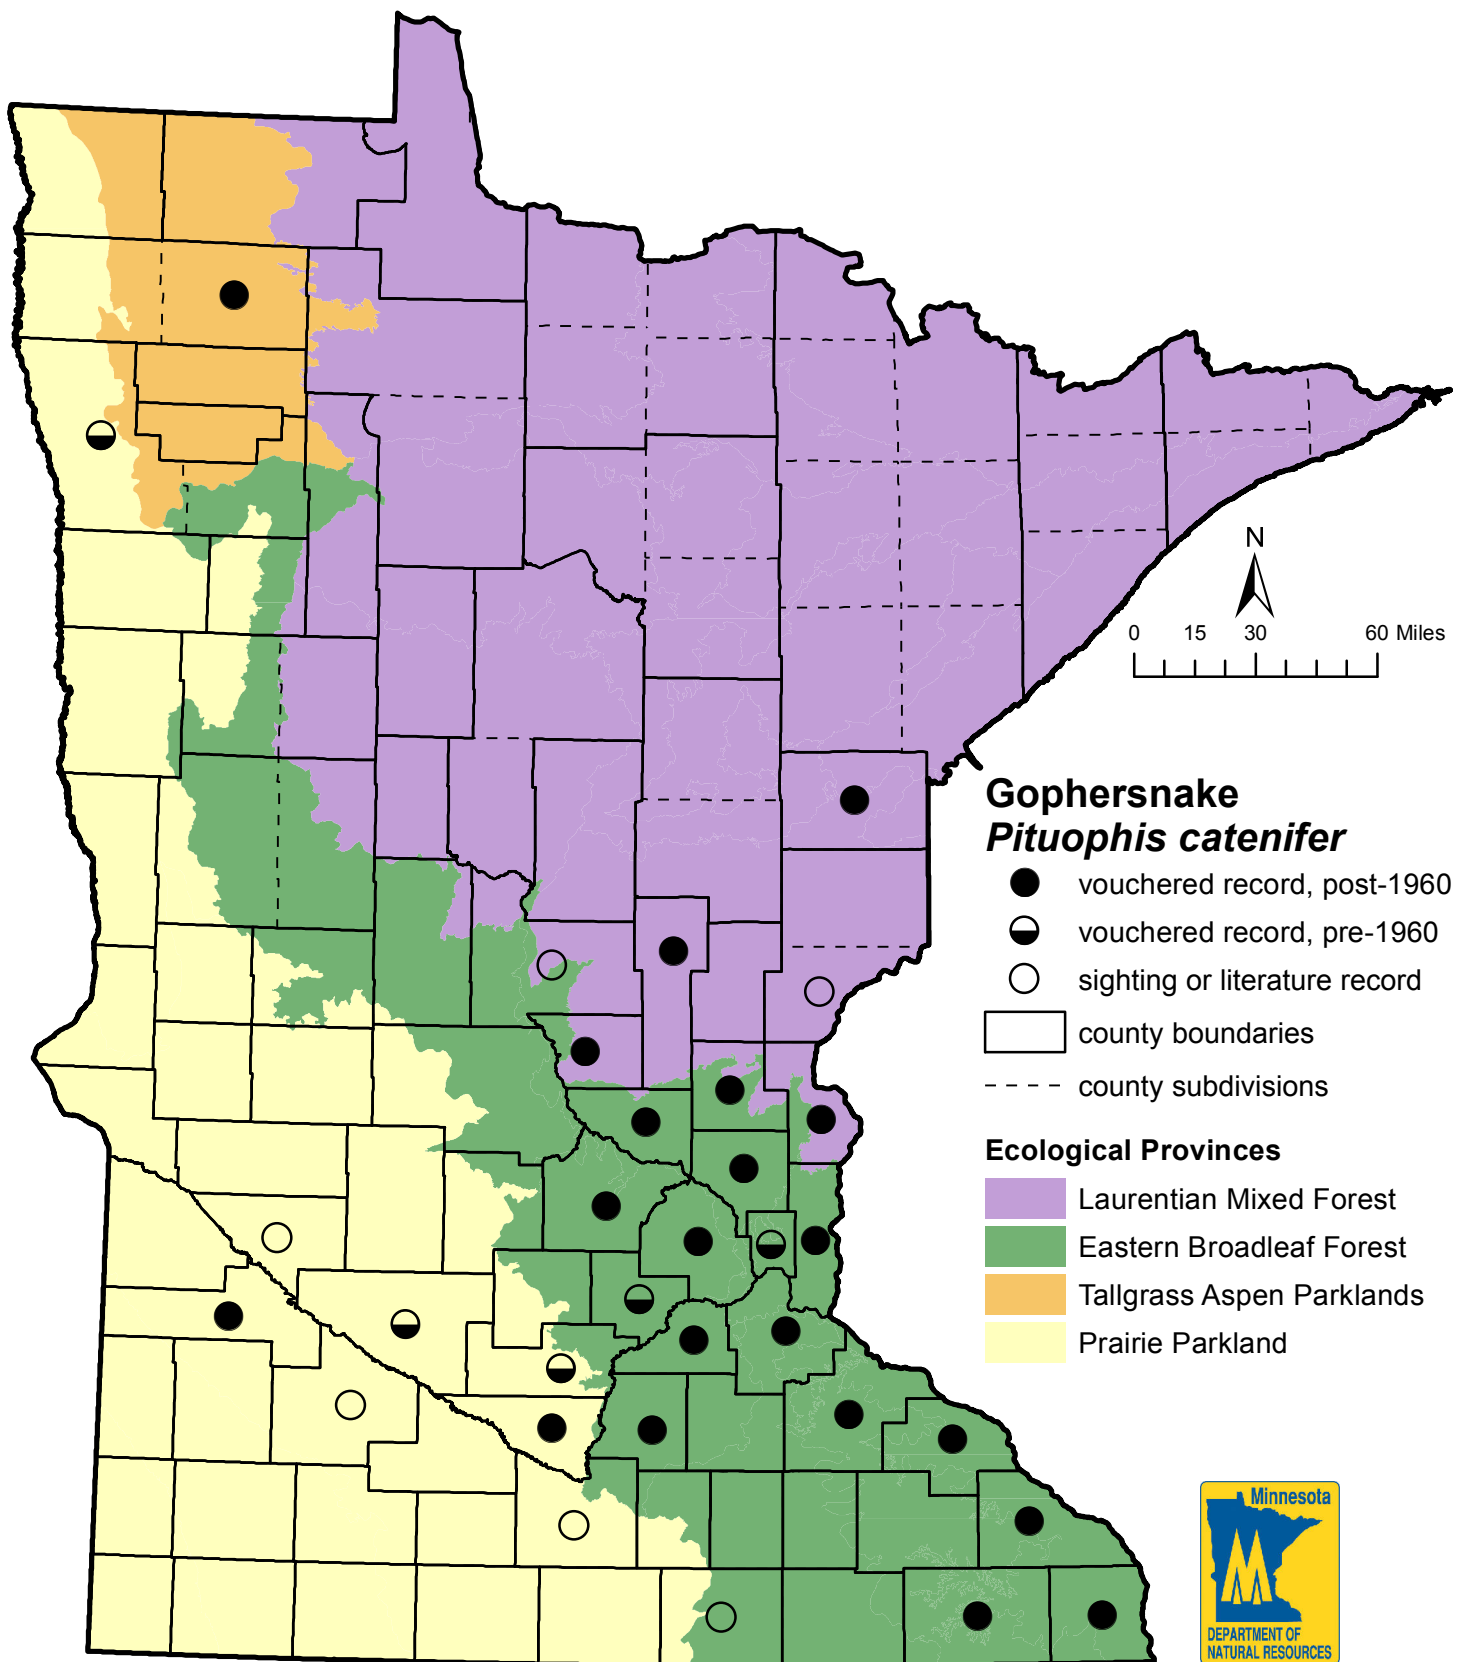 N
0 15 30 60 Miles
Gophersnake
Pituophis catenifer
vouchered record, post-1960
vouchered record, pre-1960
sighting or literature record
county boundaries
county subdivisions
Ecological Provinces
Laurentian Mixed Forest
Eastern Broadleaf Forest
Tallgrass Aspen Parklands
Prairie Parkland
Minnesota
DEPARTMENT OF
NATURAL RESOURCES